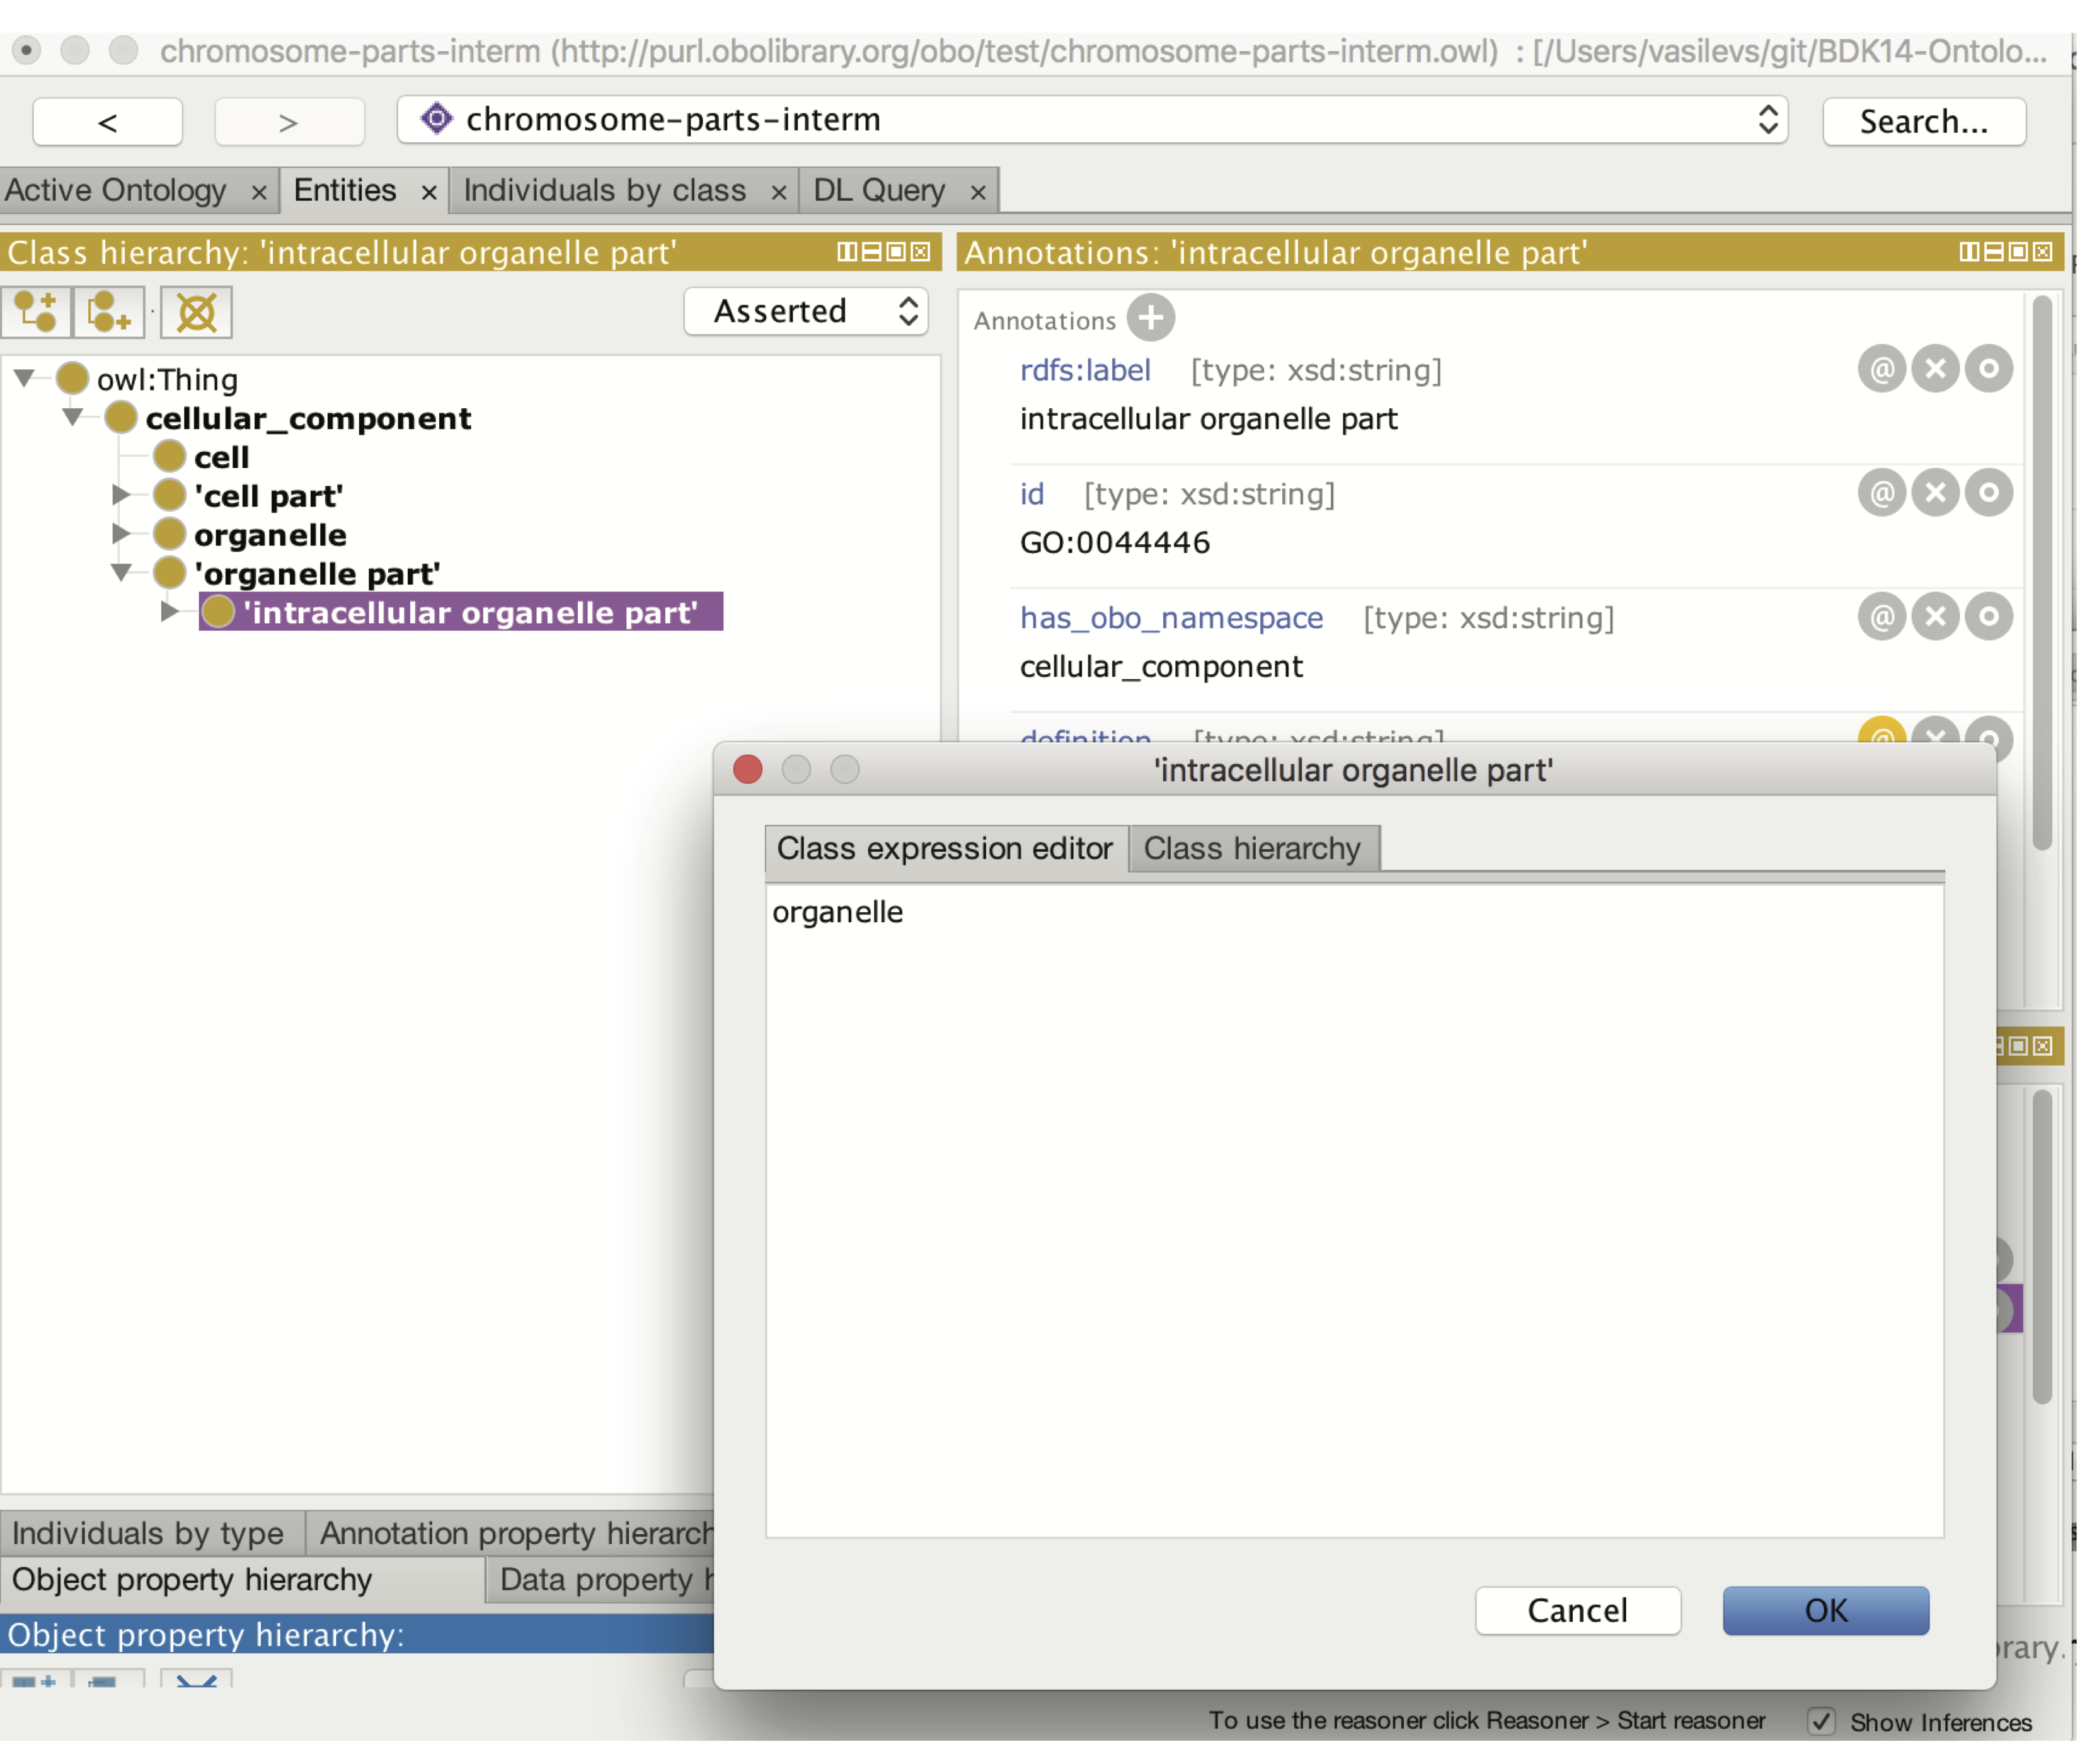 chromosome-parts-interm (http://purl.obolibrary.org/obo/test/chromosome-parts-interm.owl) : [/Users/vasilevs/git/BDK14-Ontolo...
< > chromosome-parts-interm Search...
Active Ontology × Entities × Individuals by class × DL Query ×
Class hierarchy: 'intracellular organelle part'
Annotations: 'intracellular organelle part'
Asserted
owl:Thing
cellular_component
cell
'cell part'
organelle
'organelle part'
'intracellular organelle part'
Annotations
rdfs:label [type: xsd:string]
intracellular organelle part
id [type: xsd:string]
GO:0044446
has_obo_namespace [type: xsd:string]
cellular_component
definition [type: xsd:string]
'intracellular organelle part'
Class expression editor Class hierarchy
organelle
Cancel OK
Individuals by type Annotation property hierarch
Object property hierarchy Data property h
Object property hierarchy:
rary.
To use the reasoner click Reasoner > Start reasoner Show Inferences